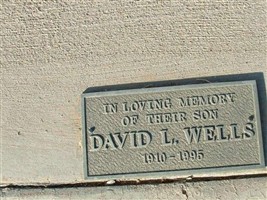 IN LOVING MEMORY
OF THEIR SON
DAVID L. WELLS
1910-1995